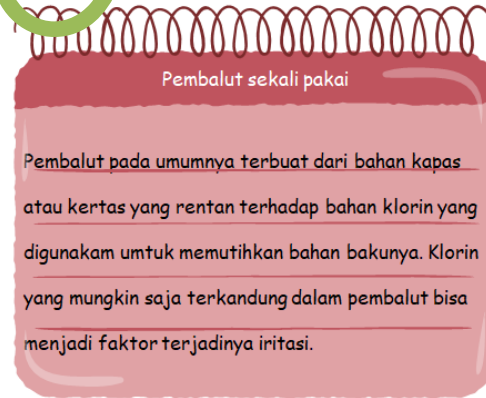 Pembalut sekali pakai
Pembalut pada umumnya terbuat dari bahan kapas
atau kertas yang rentan terhadap bahan klorin yang
digunakam umtuk memutihkan bahan bakunya. Klorin
yang mungkin saja terkandung dalam pembalut bisa
menjadi faktor terjadinya iritasi.